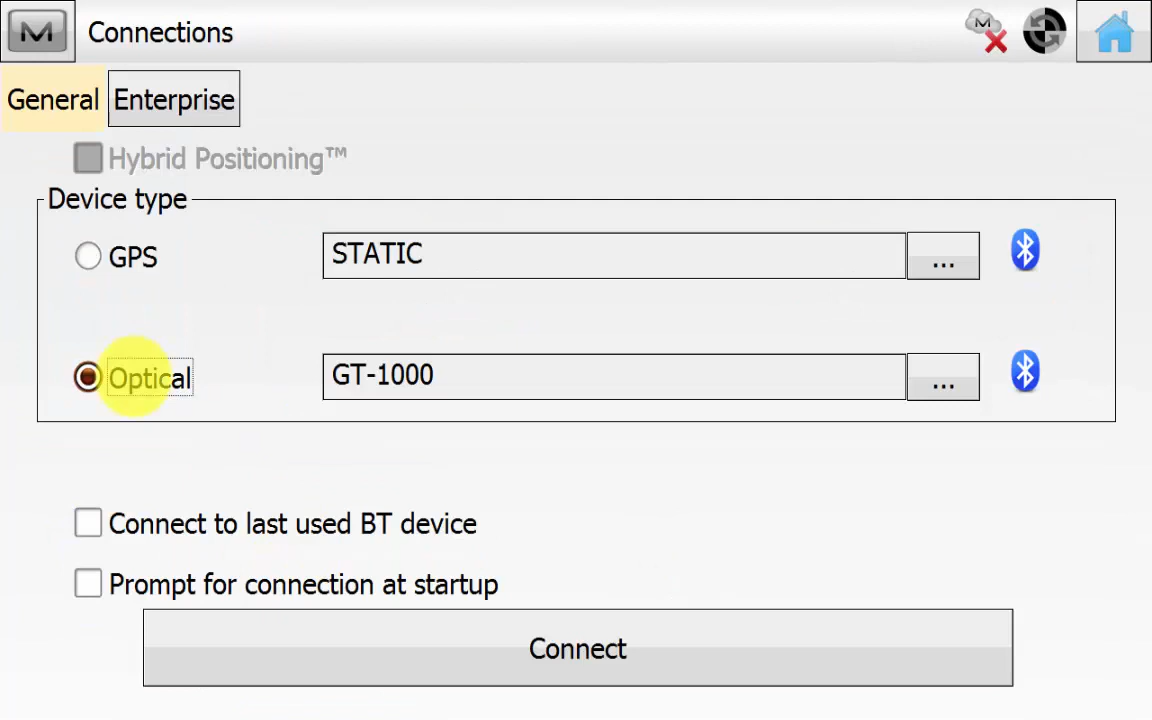 Connections
General Enterprise
Hybrid Positioning™
Device type
GPS STATIC ...
Optical GT-1000 ...
Connect to last used BT device
Prompt for connection at startup
Connect